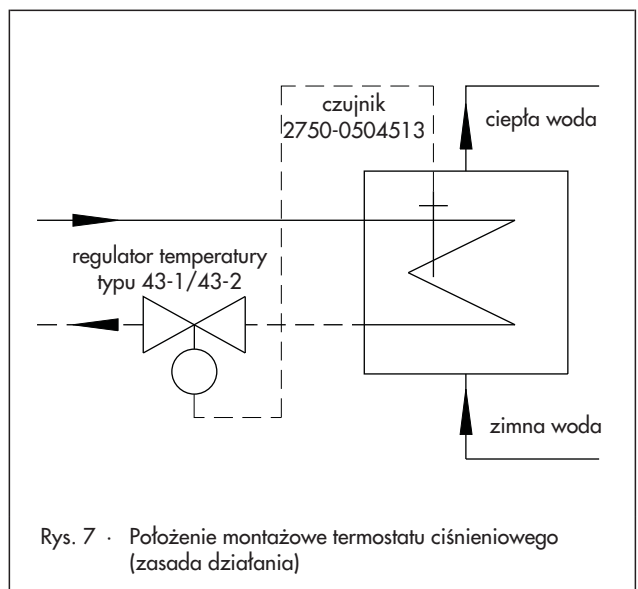 czujnik
2750-0504513
ciepła woda
regulator temperatury
typu 43-1/43-2
zimna woda
Rys. 7 · Położenie montażowe termostatu ciśnieniowego
(zasada działania)